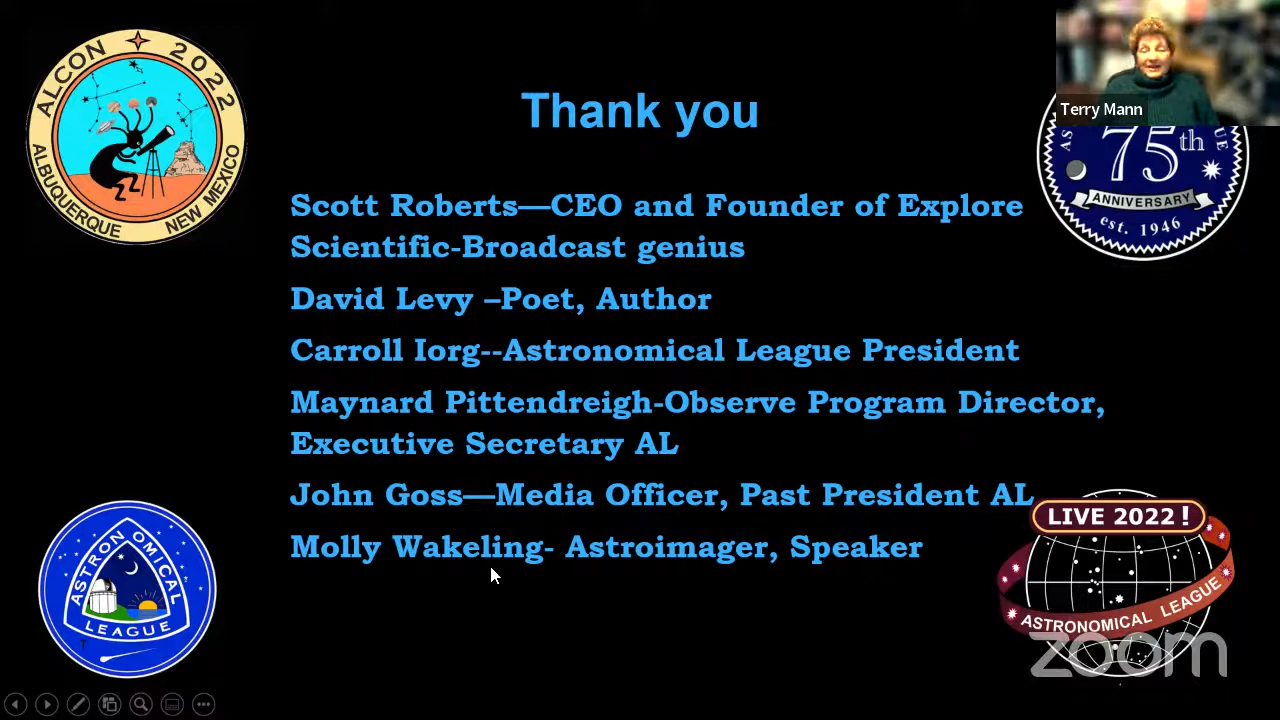 ALCON 2022
ALBUQUERQUE NEW MEXICO
Thank you
Terry Mann
AS
75th
ANNIVERSARY
est. 1946
Scott Roberts—CEO and Founder of Explore
Scientific-Broadcast genius
David Levy –Poet, Author
Carroll Iorg--Astronomical League President
Maynard Pittendreigh-Observe Program Director,
Executive Secretary AL
John Goss—Media Officer, Past President AL
Molly Wakeling- Astroimager, Speaker
ASTRONOMICAL
LEAGUE
LIVE 2022!
ASTRONOMICAL LEAGUE
zoom